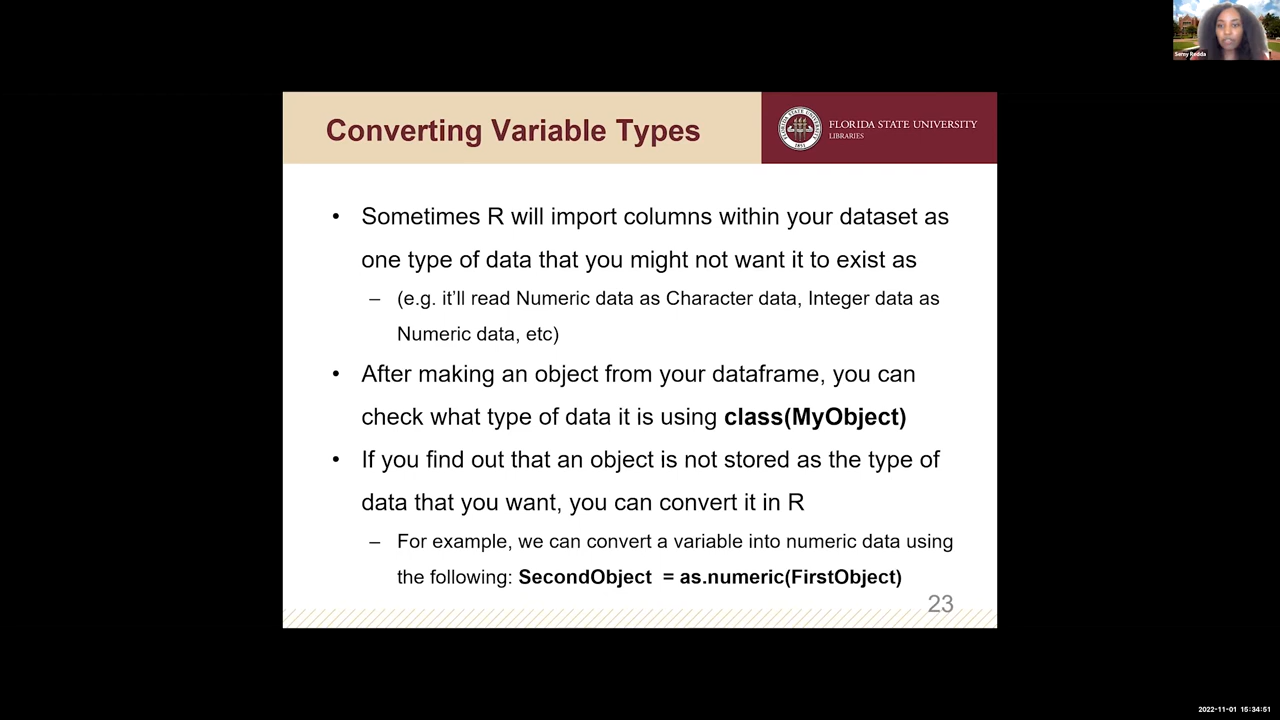 Samy Redda
Converting Variable Types
FLORIDA STATE UNIVERSITY
LIBRARIES
• Sometimes R will import columns within your dataset as
one type of data that you might not want it to exist as
– (e.g. it’ll read Numeric data as Character data, Integer data as
Numeric data, etc)
• After making an object from your dataframe, you can
check what type of data it is using class(MyObject)
• If you find out that an object is not stored as the type of
data that you want, you can convert it in R
– For example, we can convert a variable into numeric data using
the following: SecondObject  = as.numeric(FirstObject)
23
2022-11-01 15:34:51